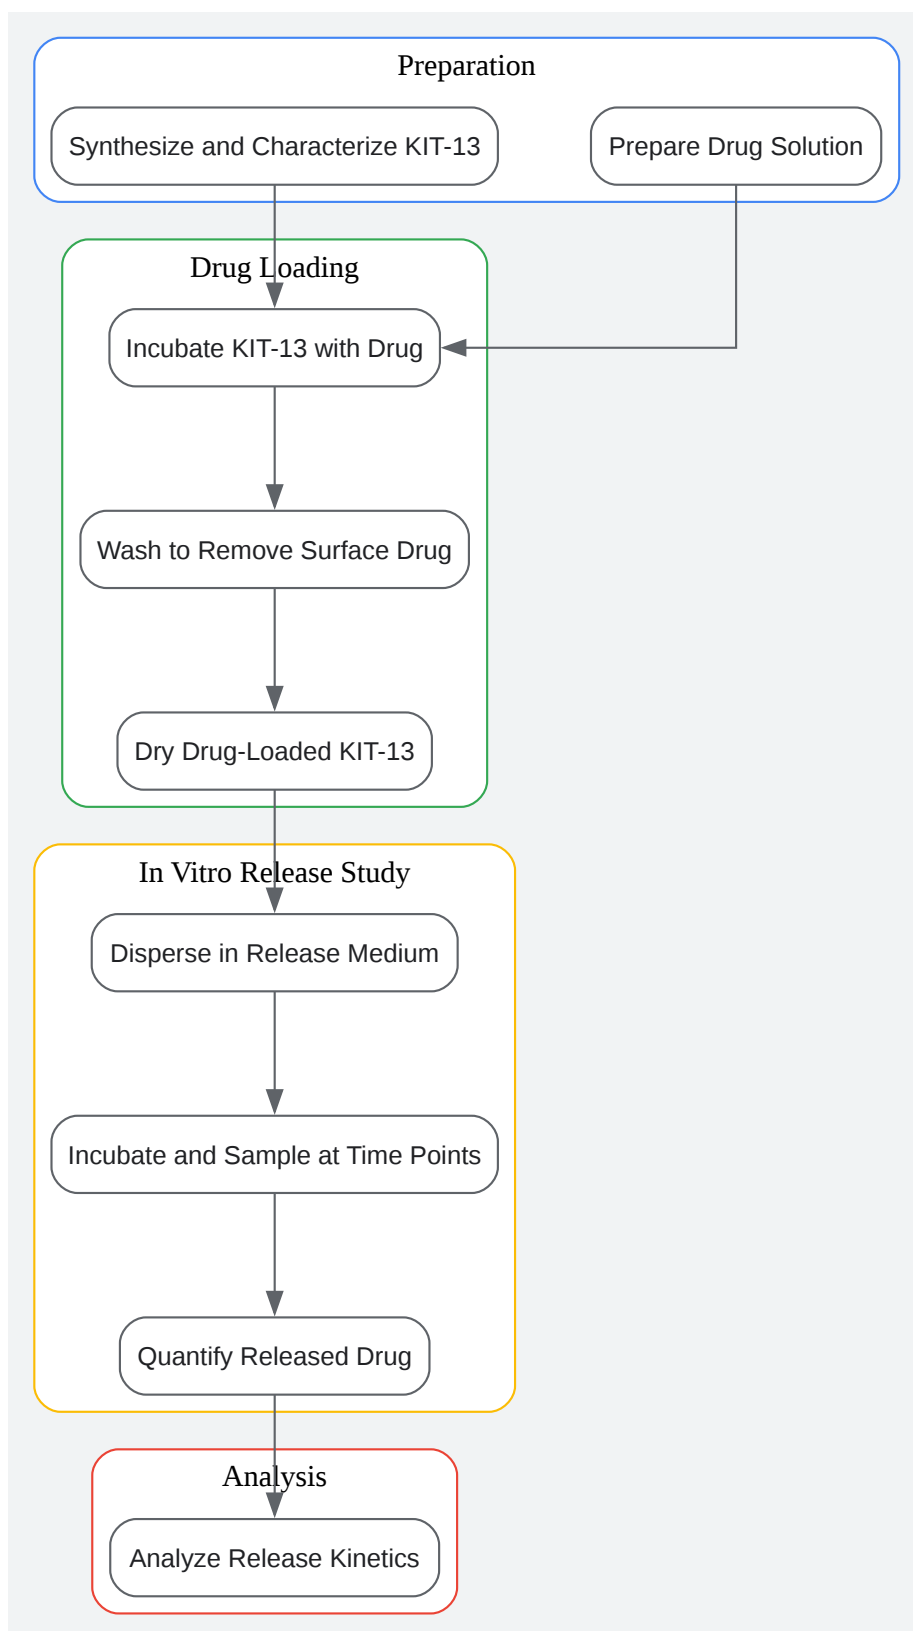 Preparation
Synthesize and Characterize KIT-13
Prepare Drug Solution
Drug Loading
Incubate KIT-13 with Drug
Wash to Remove Surface Drug
Dry Drug-Loaded KIT-13
In Vitro Release Study
Disperse in Release Medium
Incubate and Sample at Time Points
Quantify Released Drug
Analysis
Analyze Release Kinetics